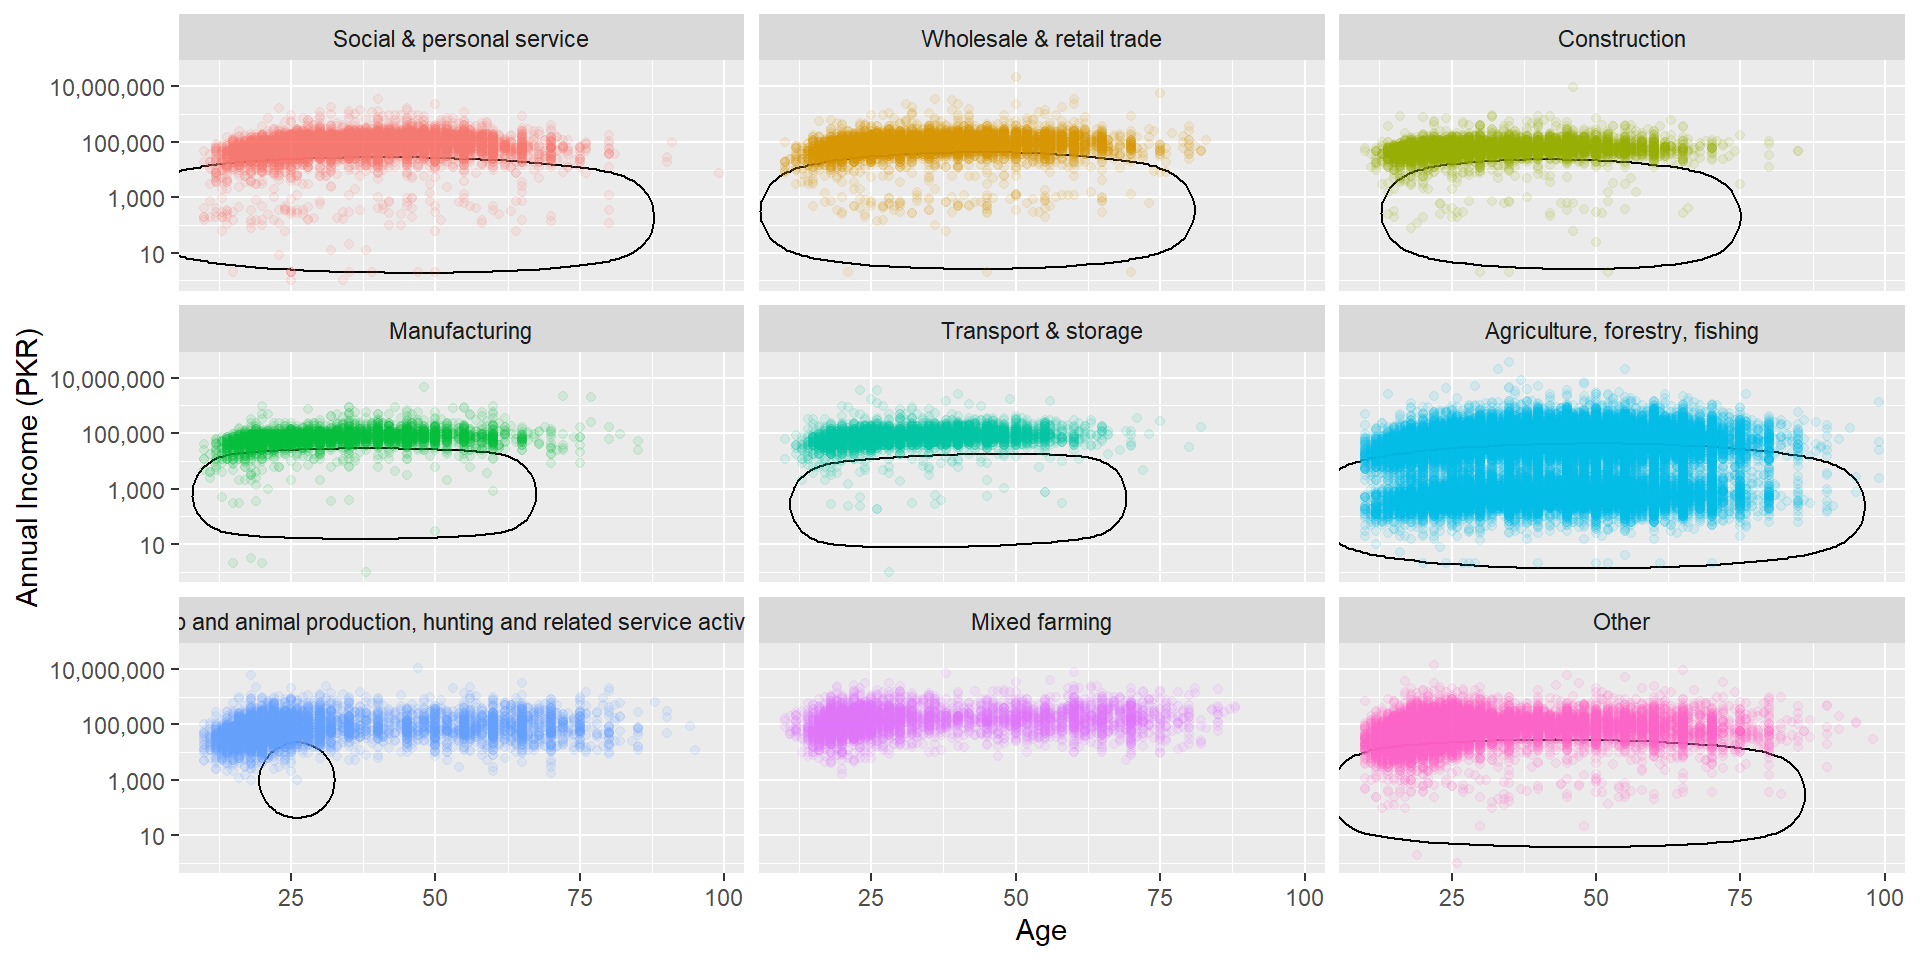 Social & personal service
Wholesale & retail trade
Construction
10,000,000
100,000
1,000
10
Manufacturing
Transport & storage
Agriculture, forestry, fishing
10,000,000
100,000
1,000
10
and animal production, hunting and related service activ
Mixed farming
Other
10,000,000
100,000
1,000
10
25 50 75 100
25 50 75 100
25 50 75 100
Age
Annual Income (PKR)